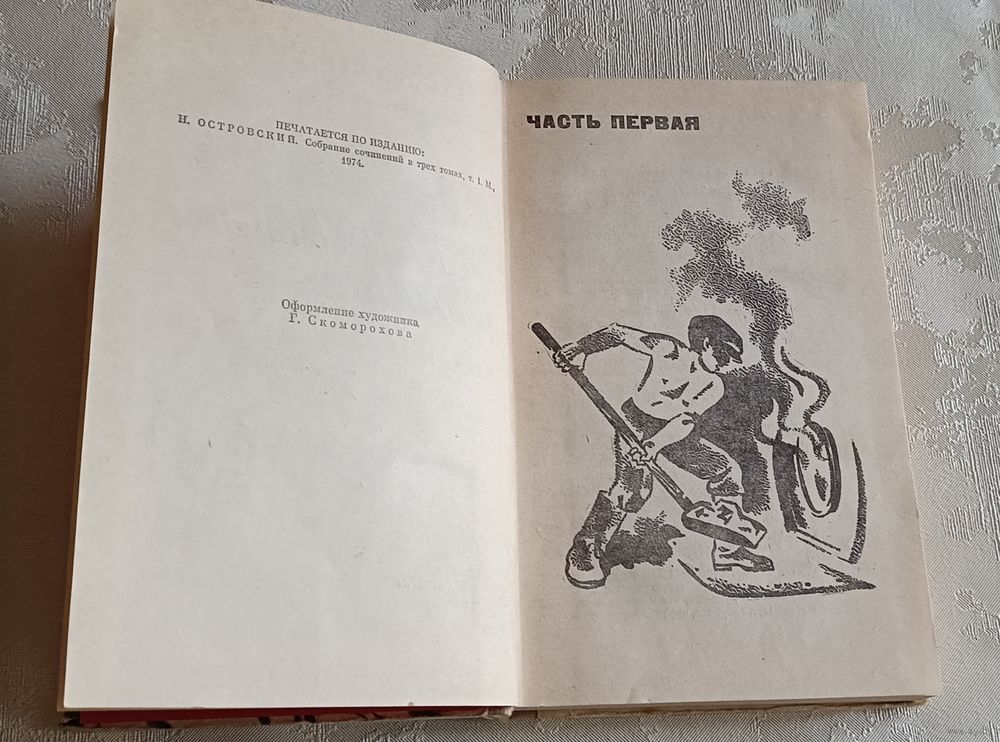 ПЕЧАТАЕТСЯ ПО ИЗДАНИЮ:
Н. ОСТРОВСКИЙ. Собрание сочинений в трех томах, т. I. М.,
1974.
Оформление художника
Г. Скоморохова
ЧАСТЬ ПЕРВАЯ